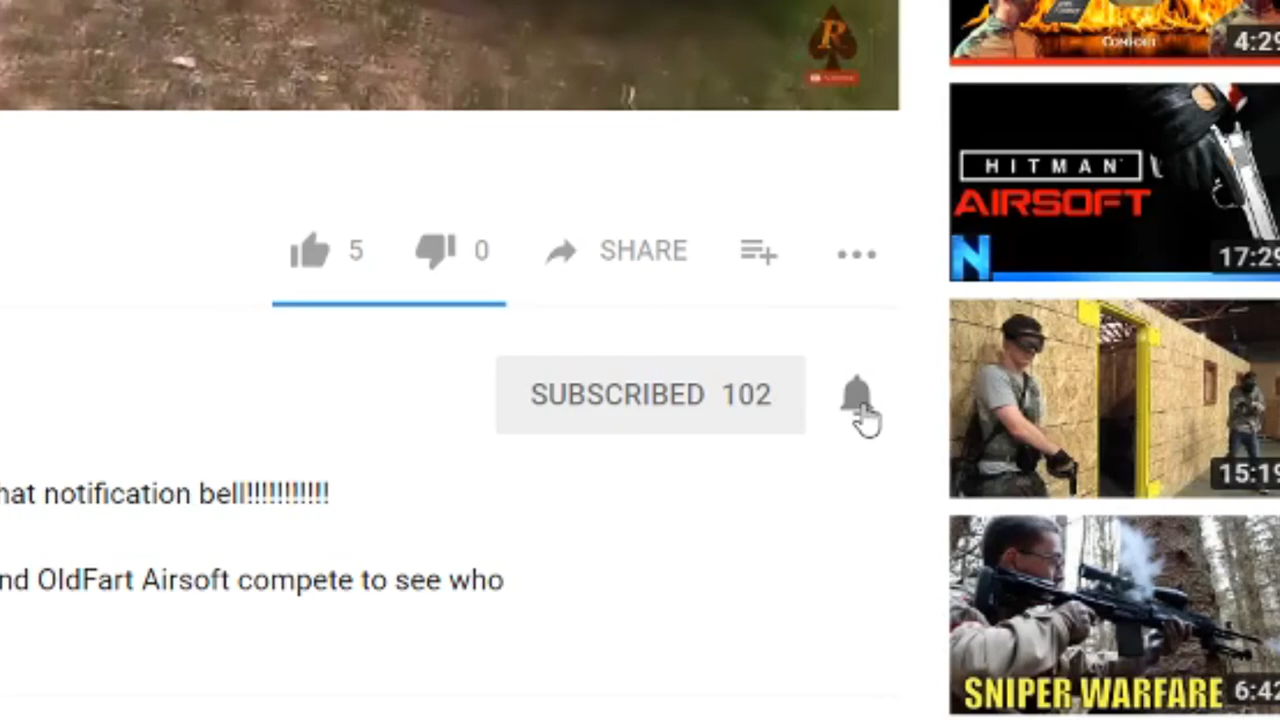 R
COMFORT
4:29
HITMAN
AIRSOFT
N
17:29
5
0
SHARE
SUBSCRIBED 102
15:19
hat notification bell!!!!!!!!!!!!
nd OldFart Airsoft compete to see who
SNIPER WARFARE
6:42